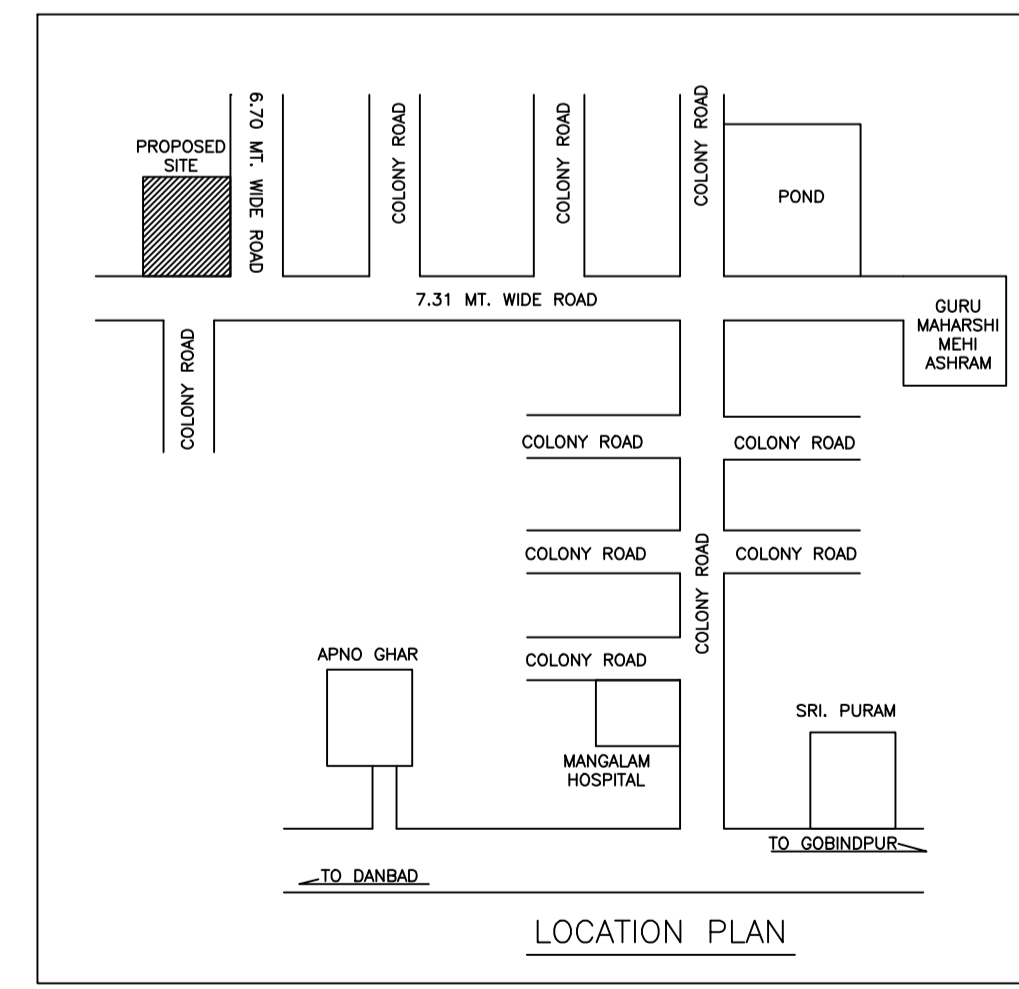 PROPOSED
SITE
6.70 MT. WIDE ROAD
COLONY ROAD
COLONY ROAD
COLONY ROAD
POND
7.31 MT. WIDE ROAD
GURU
MAHARSHI
MEHI
ASHRAM
COLONY ROAD
COLONY ROAD
COLONY ROAD
COLONY ROAD
COLONY ROAD
COLONY ROAD
COLONY ROAD
APNO GHAR
SRI. PURAM
MANGALAM
HOSPITAL
TO GOBINDPUR
TO DANBAD
LOCATION PLAN